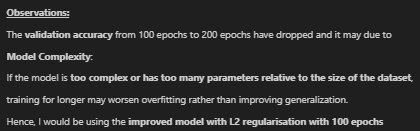 Observations:
The validation accuracy from 100 epochs to 200 epochs have dropped and it may due to
Model Complexity:
If the model is too complex or has too many parameters relative to the size of the dataset,
training for longer may worsen overfitting rather than improving generalization.
Hence, I would be using the improved model with L2 regularisation with 100 epochs